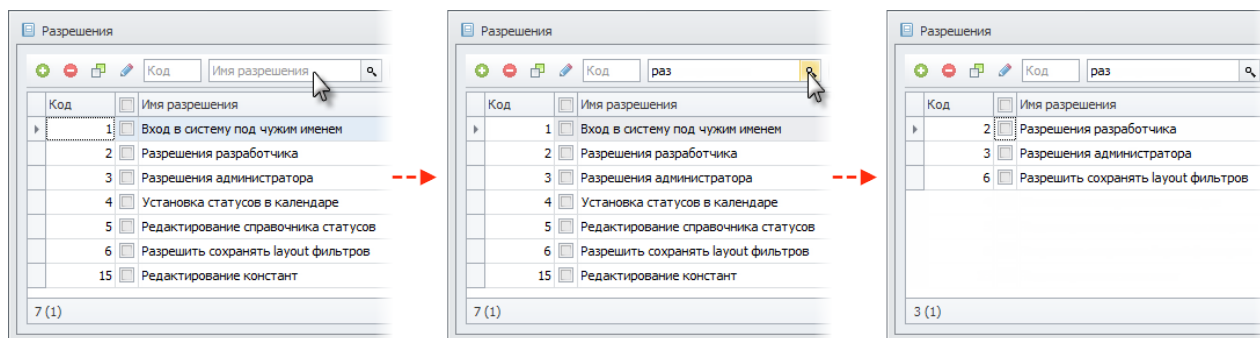 Разрешения
Код Имя разрешения
Код Имя разрешения
1 Вход в систему под чужим именем
2 Разрешения разработчика
3 Разрешения администратора
4 Установка статусов в календаре
5 Редактирование справочника статусов
6 Разрешить сохранять layout фильтров
15 Редактирование констант
7 (1)
Разрешения
Код раз
Код Имя разрешения
1 Вход в систему под чужим именем
2 Разрешения разработчика
3 Разрешения администратора
4 Установка статусов в календаре
5 Редактирование справочника статусов
6 Разрешить сохранять layout фильтров
15 Редактирование констант
7 (1)
Разрешения
Код раз
Код Имя разрешения
2 Разрешения разработчика
3 Разрешения администратора
6 Разрешить сохранять layout фильтров
3 (1)